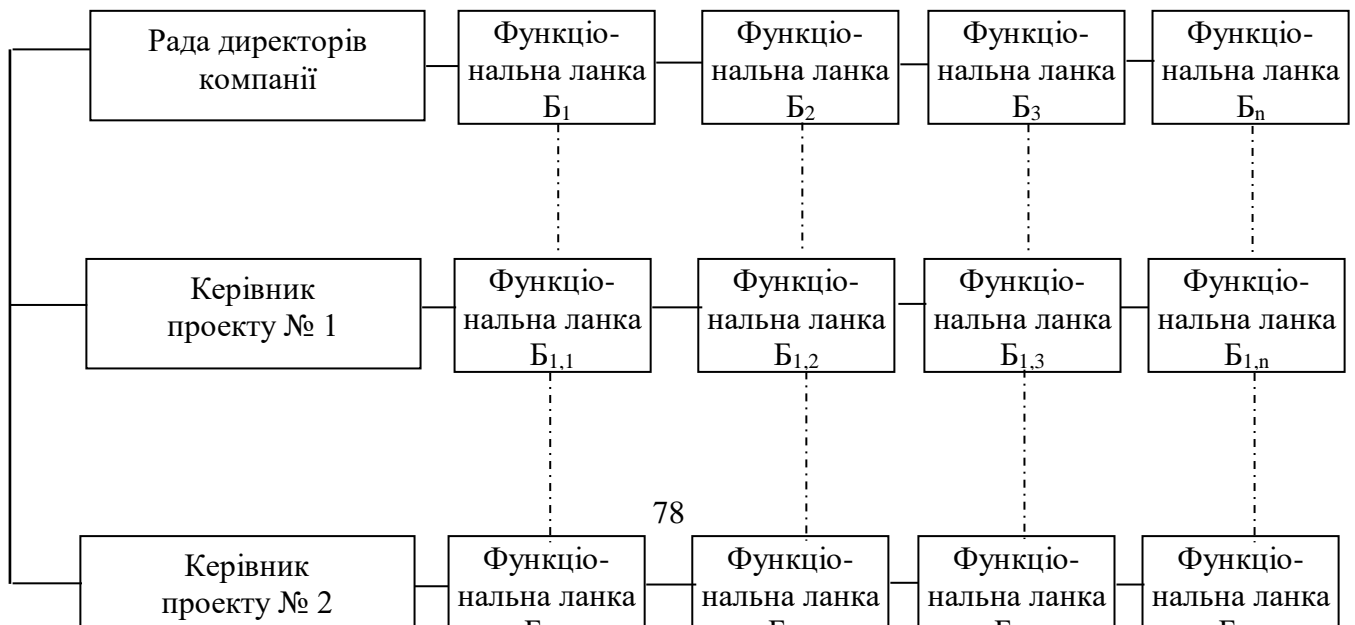 Рада директорів
компанії
Функціо-
нальна ланка
Б1
Функціо-
нальна ланка
Б2
Функціо-
нальна ланка
Б3
Функціо-
нальна ланка
Бn
Керівник
проекту № 1
Функціо-
нальна ланка
Б1,1
Функціо-
нальна ланка
Б1,2
Функціо-
нальна ланка
Б1,3
Функціо-
нальна ланка
Б1,n
78
Керівник
проекту № 2
Функціо-
нальна ланка
Функціо-
нальна ланка
Функціо-
нальна ланка
Функціо-
нальна ланка